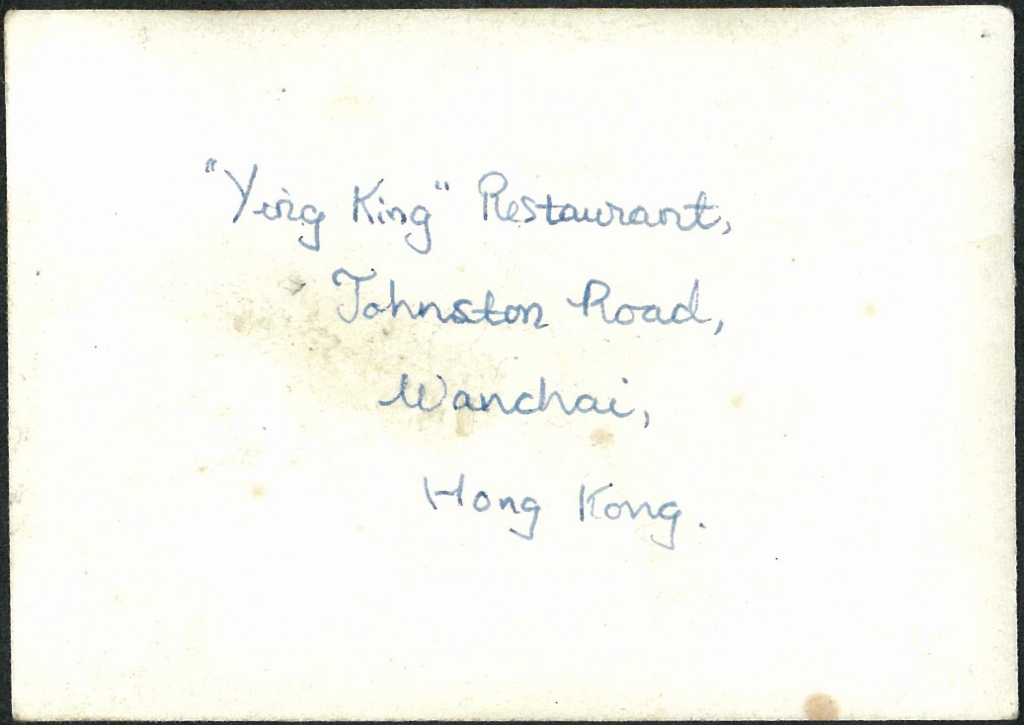 "Ying King" Restaurant,
Johnston Road,
Wanchai,
Hong Kong.